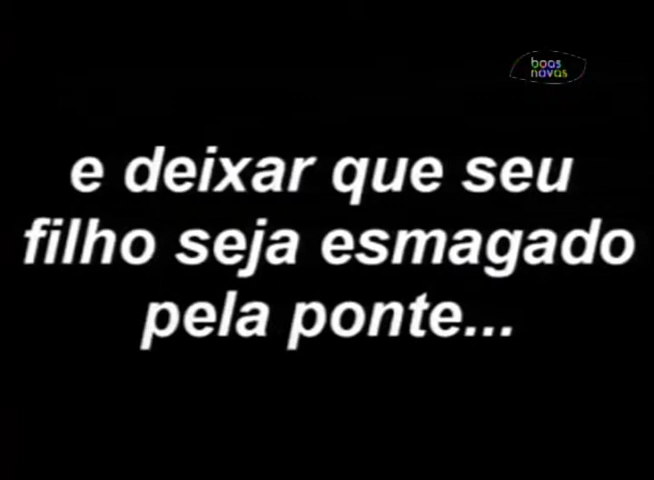 boas
novas
e deixar que seu
filho seja esmagado
pela ponte...